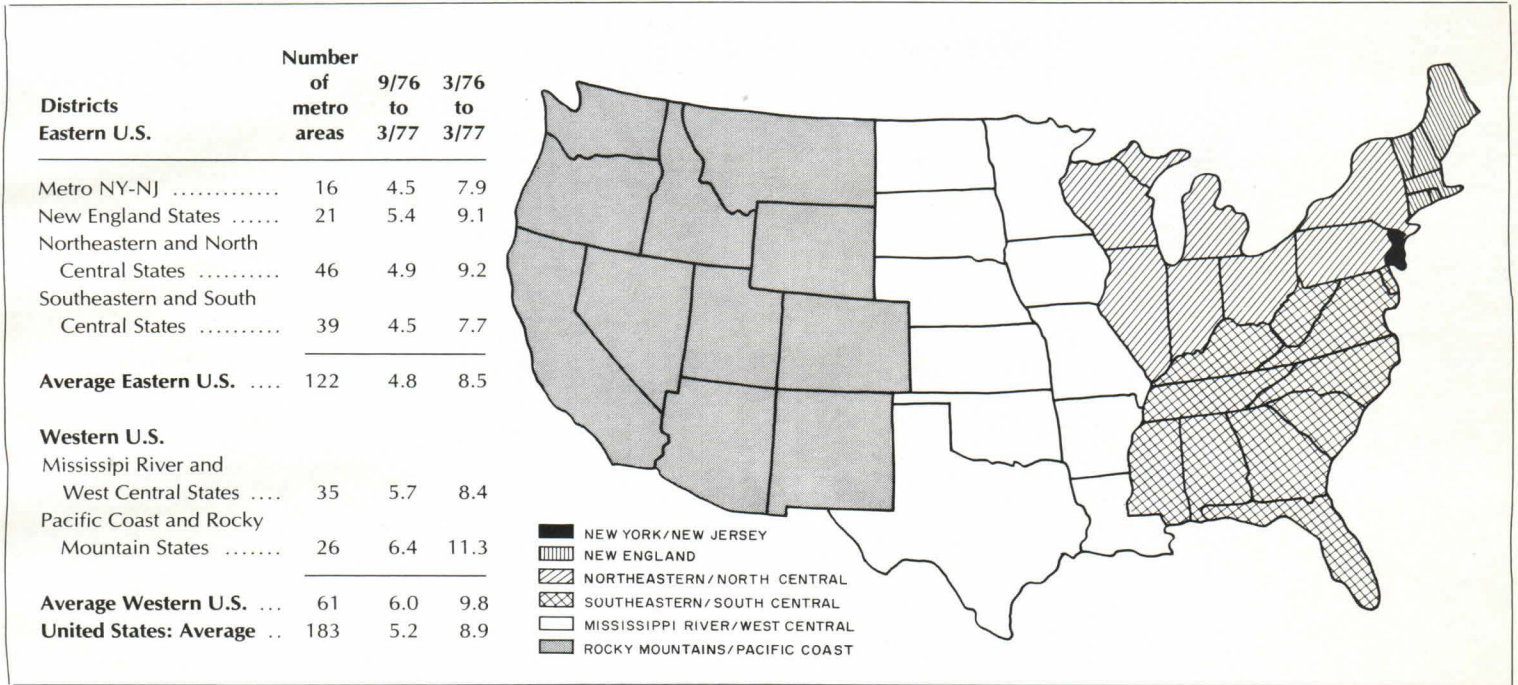 Number
of 9/76 3/76
Districts metro to to
Eastern U.S. areas 3/77 3/77
Metro NY-NJ ............. 16 4.5 7.9
New England States ...... 21 5.4 9.1
Northeastern and North
Central States .......... 46 4.9 9.2
Southeastern and South
Central States .......... 39 4.5 7.7
Average Eastern U.S. .... 122 4.8 8.5
Western U.S.
Mississipi River and
West Central States .... 35 5.7 8.4
Pacific Coast and Rocky
Mountain States ....... 26 6.4 11.3
Average Western U.S. ... 61 6.0 9.8
United States: Average .. 183 5.2 8.9
NEW YORK/NEW JERSEY
NEW ENGLAND
NORTHEASTERN/NORTH CENTRAL
SOUTHEASTERN/SOUTH CENTRAL
MISSISSIPPI RIVER/WEST CENTRAL
ROCKY MOUNTAINS/PACIFIC COAST